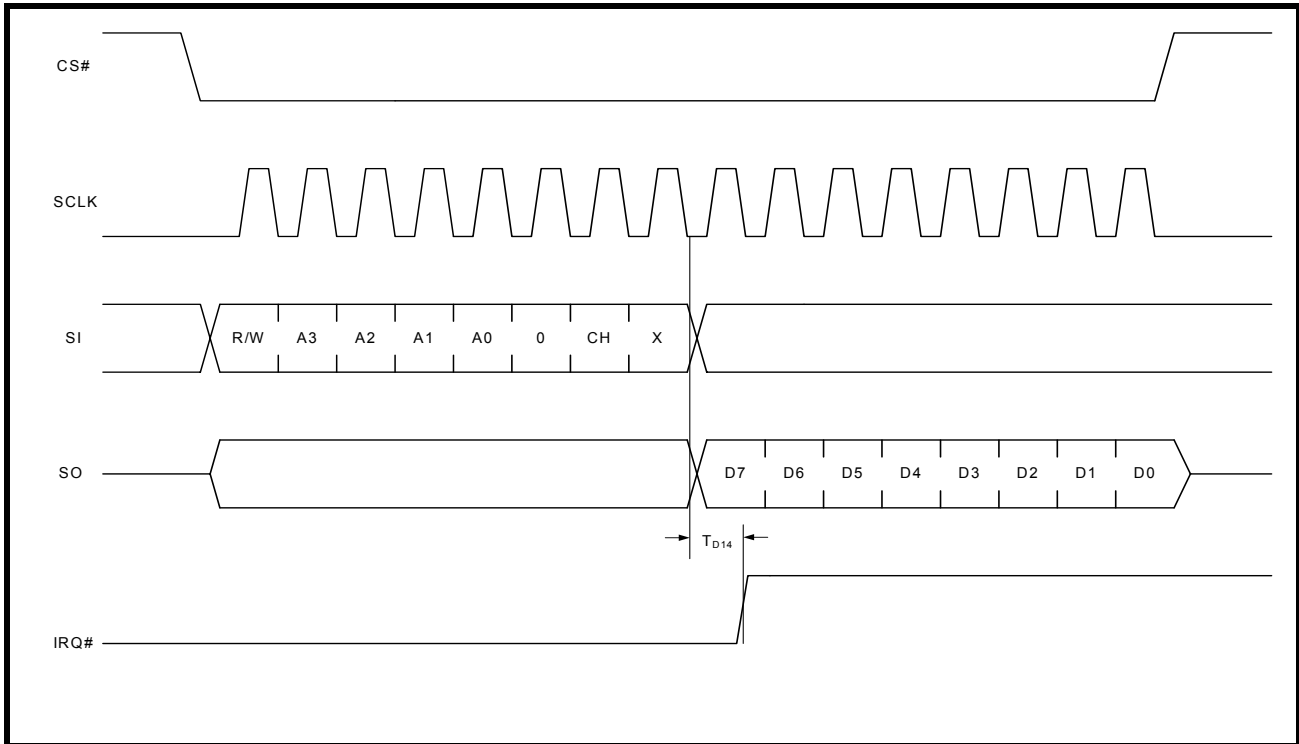 CS#
SCLK
SI
R/W A3 A2 A1 A0 0 CH X
SO
D7 D6 D5 D4 D3 D2 D1 D0
TD14
IRQ#